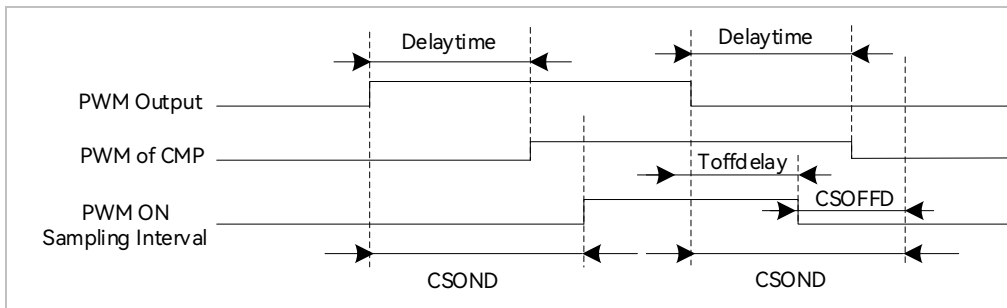 Delaytime
Delaytime
PWM Output
PWM of CMP
Toffdelay
CSOFFD
PWM ON
Sampling Interval
CSOND
CSOND